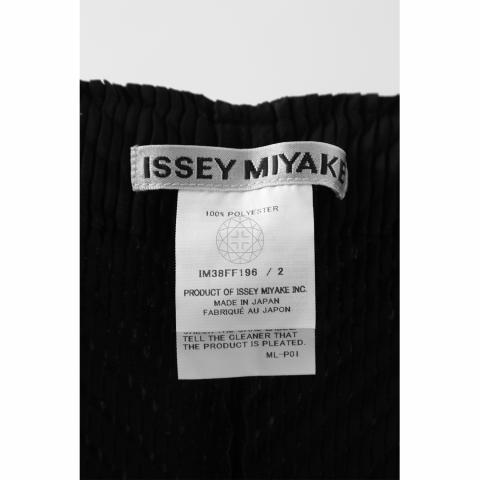 ISSEY MIYAKE
100% POLYESTER
IM38FF196 / 2
PRODUCT OF ISSEY MIYAKE INC.
MADE IN JAPAN
FABRIQUÉ AU JAPON
TELL THE CLEANER THAT
THE PRODUCT IS PLEATED.
ML-P01